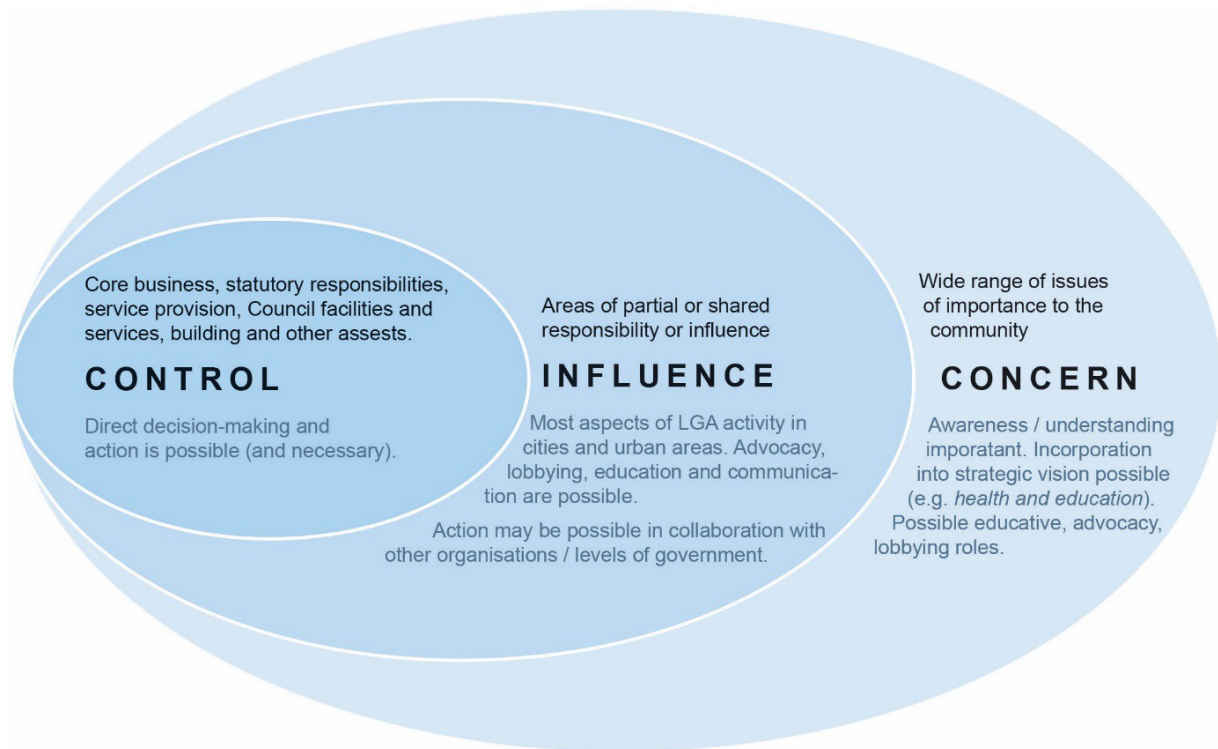 Core business, statutory responsibilities,
service provision, Council facilities and
services, building and other assests.
CONTROL
Direct decision-making and
action is possible (and necessary).
Areas of partial or shared
responsibility or influence
INFLUENCE
Most aspects of LGA activity in
cities and urban areas. Advocacy,
lobbying, education and communica-
tion are possible.
Action may be possible in collaboration with
other organisations / levels of government.
Wide range of issues
of importance to the
community
CONCERN
Awareness / understanding
imporatant. Incorporation
into strategic vision possible
(e.g. health and education).
Possible educative, advocacy,
lobbying roles.